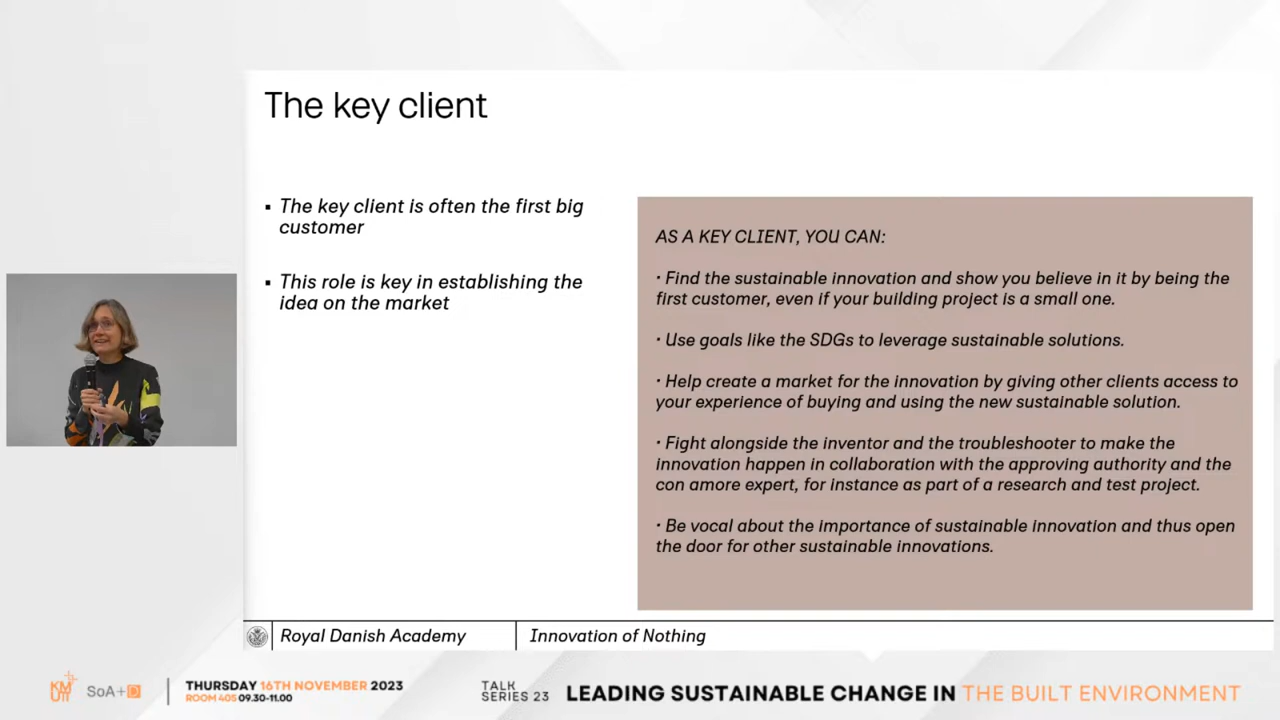 The key client
▪ The key client is often the first big
customer
▪ This role is key in establishing the
idea on the market
AS A KEY CLIENT, YOU CAN:
· Find the sustainable innovation and show you believe in it by being the
first customer, even if your building project is a small one.
· Use goals like the SDGs to leverage sustainable solutions.
· Help create a market for the innovation by giving other clients access to
your experience of buying and using the new sustainable solution.
· Fight alongside the inventor and the troubleshooter to make the
innovation happen in collaboration with the approving authority and the
con amore expert, for instance as part of a research and test project.
· Be vocal about the importance of sustainable innovation and thus open
the door for other sustainable innovations.
Royal Danish Academy
Innovation of Nothing
SoA+D
THURSDAY 16TH NOVEMBER 2023
ROOM 405 09.30-11.00
TALK
SERIES 23
LEADING SUSTAINABLE CHANGE IN THE BUILT ENVIRONMENT